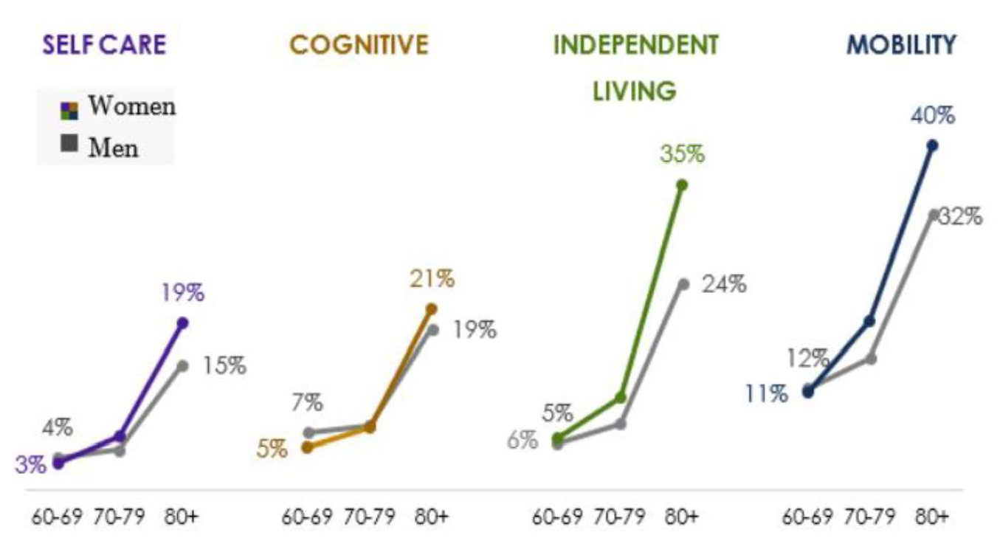 SELF CARE
COGNITIVE
INDEPENDENT
LIVING
MOBILITY
Women
Men
3%
4%
19%
15%
5%
7%
21%
19%
6%
5%
35%
24%
11%
12%
40%
32%
60-69 70-79 80+
60-69 70-79 80+
60-69 70-79 80+
60-69 70-79 80+